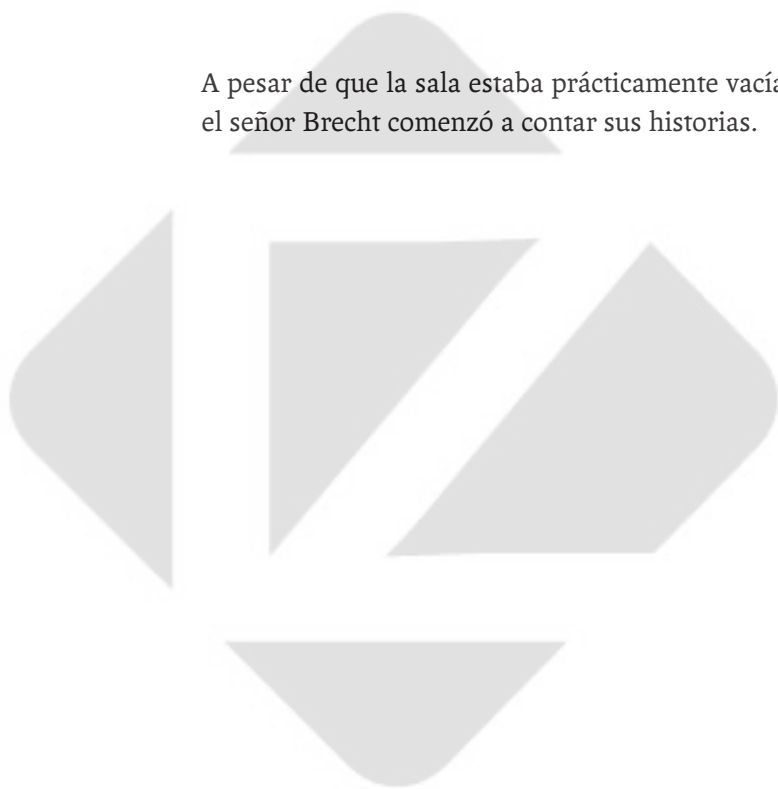 A pesar de que la sala estaba prácticamente vacía
el señor Brecht comenzó a contar sus historias.